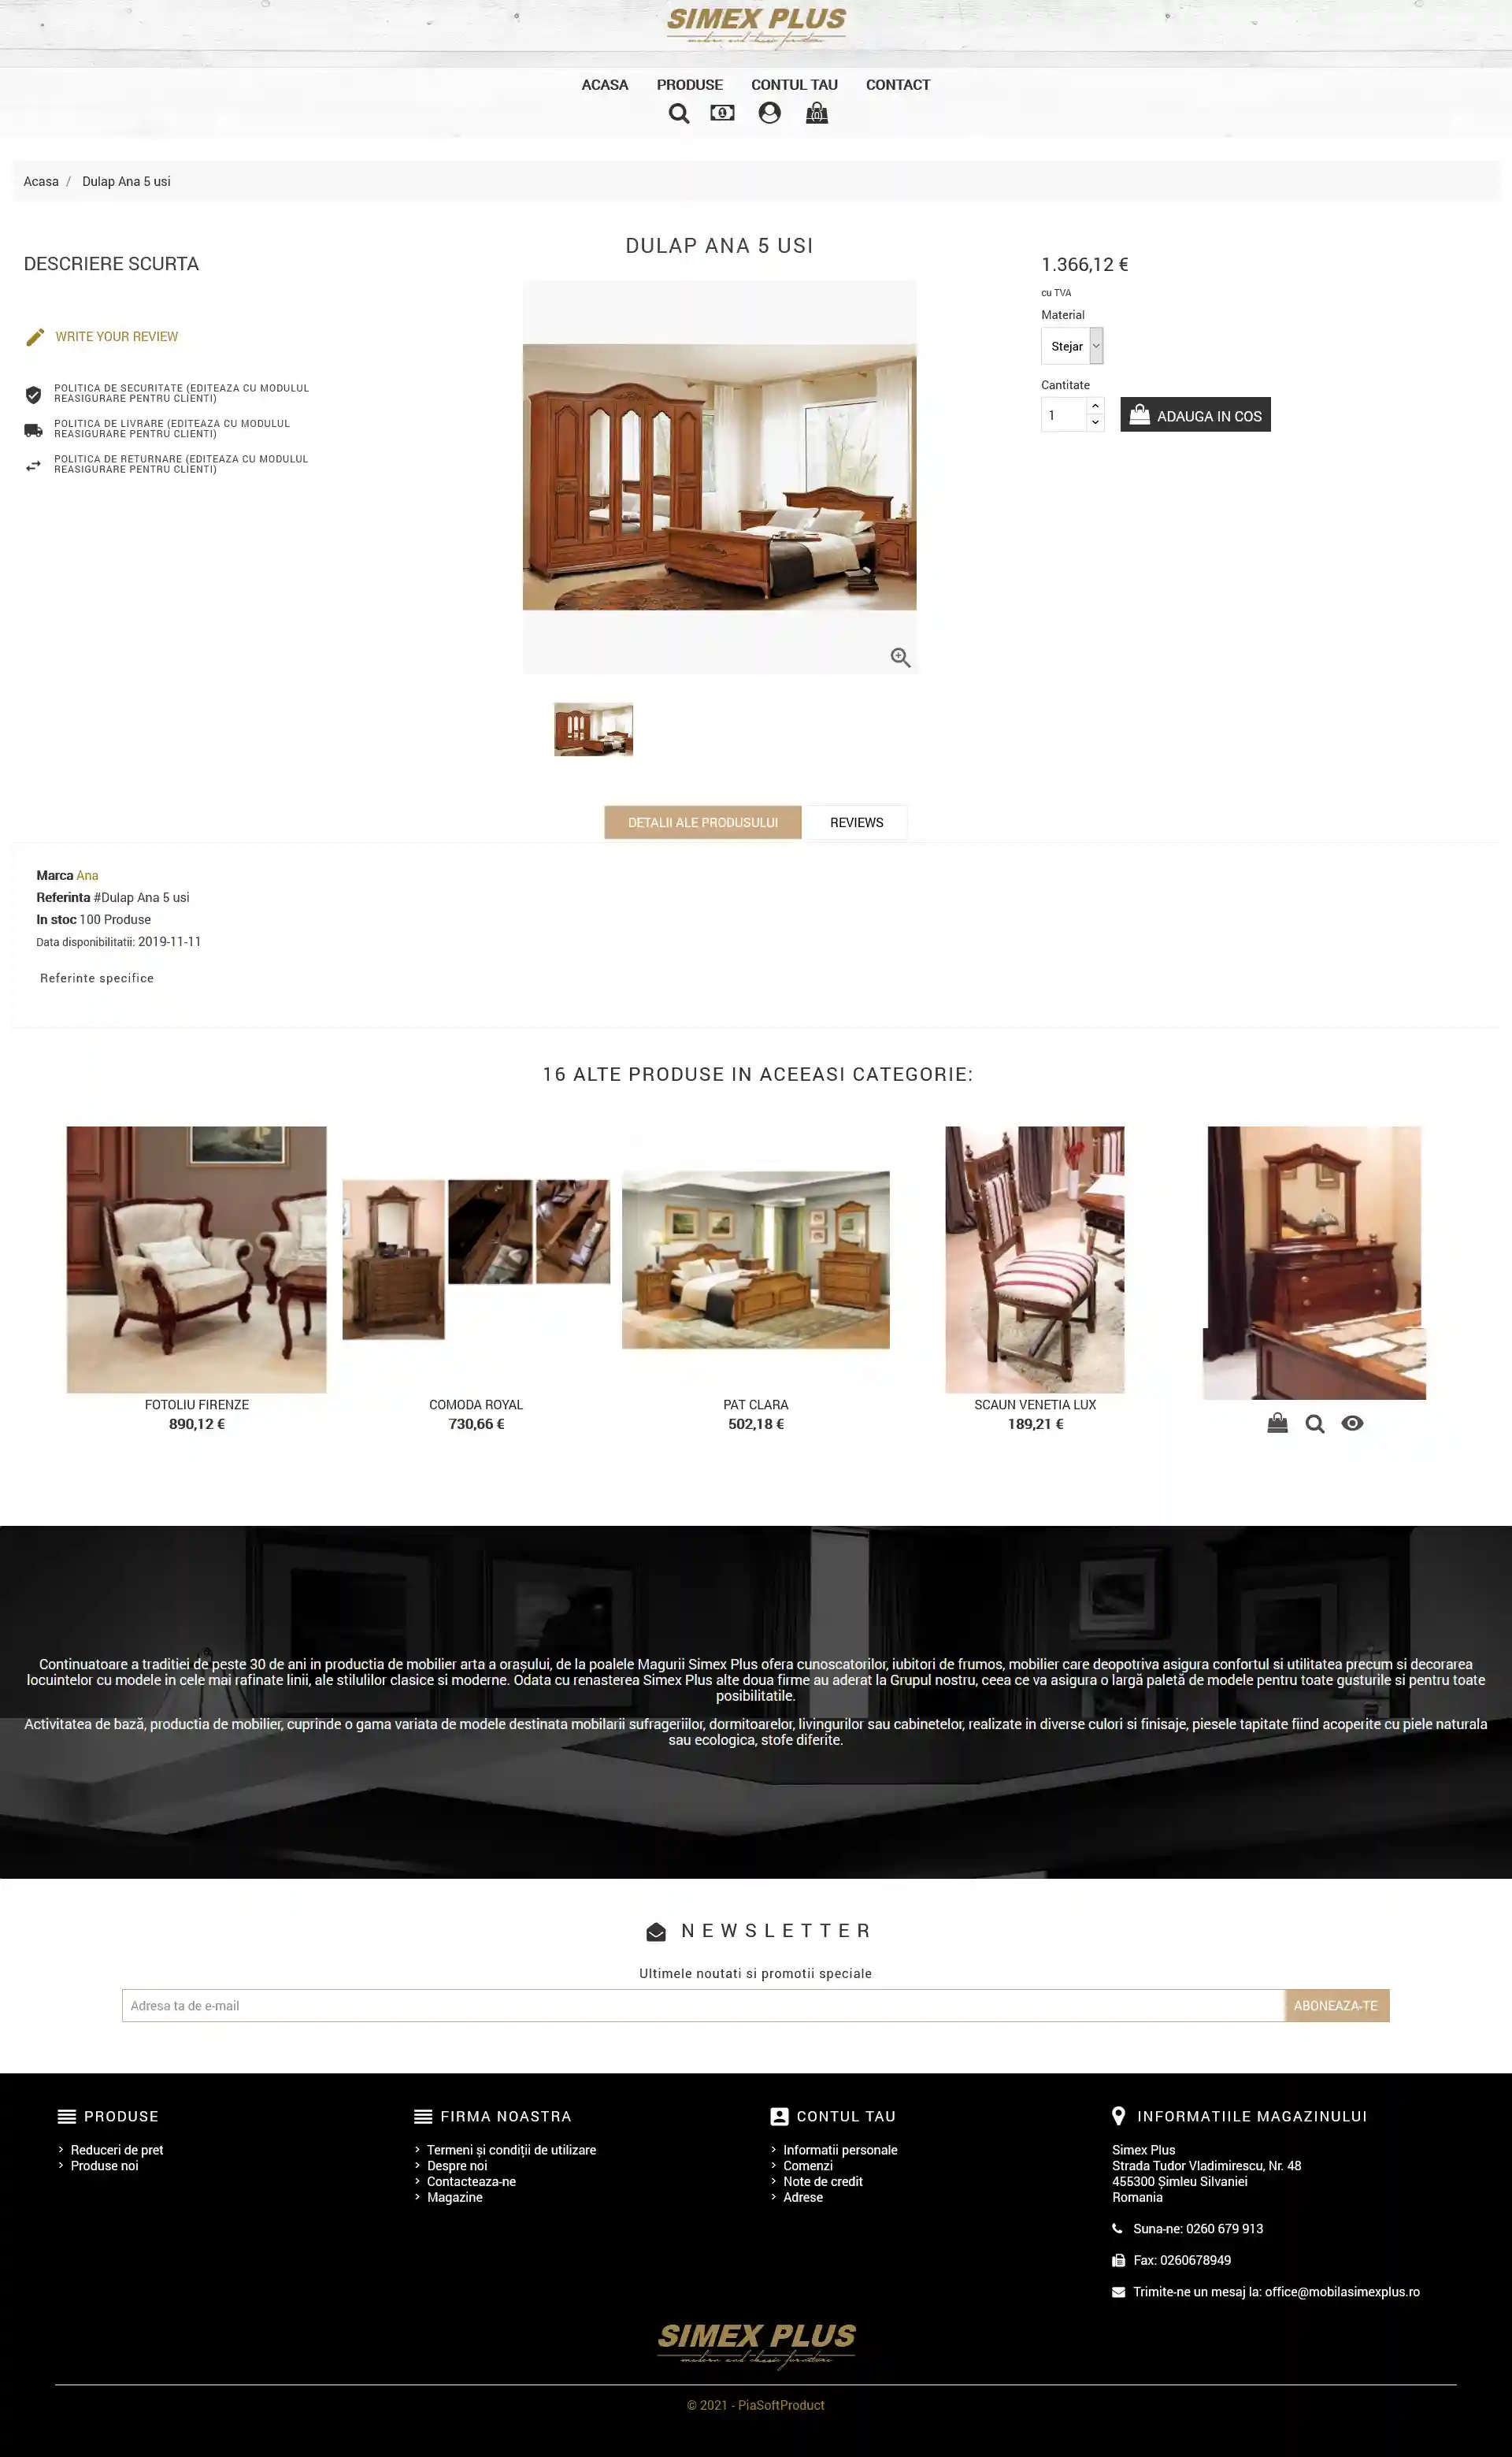 SIMEX PLUS
modern and classic furniture
ACASA PRODUSE CONTUL TAU CONTACT
Acasa / Dulap Ana 5 usi
DESCRIERE SCURTA
WRITE YOUR REVIEW
POLITICA DE SECURITATE (EDITEAZA CU MODULUL
REASIGURARE PENTRU CLIENTI)
POLITICA DE LIVRARE (EDITEAZA CU MODULUL
REASIGURARE PENTRU CLIENTI)
POLITICA DE RETURNARE (EDITEAZA CU MODULUL
REASIGURARE PENTRU CLIENTI)
DULAP ANA 5 USI
1.366,12 €
cu TVA
Material
Stejar
Cantitate
1
ADAUGA IN COS
DETALII ALE PRODUSULUI
REVIEWS
Marca Ana
Referinta #Dulap Ana 5 usi
In stoc 100 Produse
Data disponibilitatii: 2019-11-11
Referinte specifice
16 ALTE PRODUSE IN ACEEASI CATEGORIE:
FOTOLIU FIRENZE
890,12 €
COMODA ROYAL
730,66 €
PAT CLARA
502,18 €
SCAUN VENETIA LUX
189,21 €
Continuatoare a traditiei de peste 30 de ani in productia de mobilier arta a orașului, de la poalele Magurii Simex Plus ofera cunoscatorilor, iubitori de frumos, mobilier care deopotriva asigura confortul si utilitatea precum si decorarea
locuintelor cu modele in cele mai rafinate linii, ale stilulilor clasice si moderne. Odata cu renasterea Simex Plus alte doua firme au aderat la Grupul nostru, ceea ce va asigura o largă paletă de modele pentru toate gusturile si pentru toate
posibilitatile.
Activitatea de bază, productia de mobilier, cuprinde o gama variata de modele destinata mobilarii sufrageriilor, dormitoarelor, livingurilor sau cabinetelor, realizate in diverse culori si finisaje, piesele tapitate fiind acoperite cu piele naturala
sau ecologica, stofe diferite.
NEWSLETTER
Ultimele noutati si promotii speciale
Adresa ta de e-mail
ABONEAZA-TE
PRODUSE
Reduceri de pret
Produse noi
FIRMA NOASTRA
Termeni și condiții de utilizare
Despre noi
Contacteaza-ne
Magazine
CONTUL TAU
Informatii personale
Comenzi
Note de credit
Adrese
INFORMATIILE MAGAZINULUI
Simex Plus
Strada Tudor Vladimirescu, Nr. 48
455300 Șimleu Silvaniei
Romania
Suna-ne: 0260 679 913
Fax: 0260678949
Trimite-ne un mesaj la: office@mobilasimexplus.ro
SIMEX PLUS
modern and classic furniture
© 2021 - PiaSoftProduct